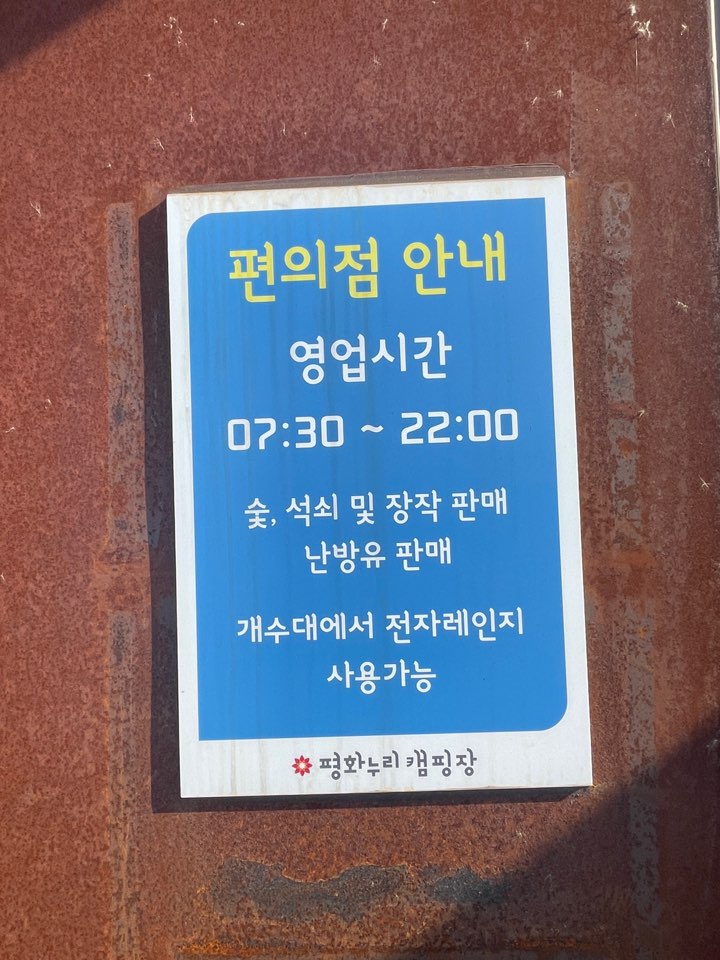 편의점 안내
영업시간
07:30 ~ 22:00
숯, 석쇠 및 장작 판매
난방유 판매
개수대에서 전자레인지
사용가능
평화누리캠핑장